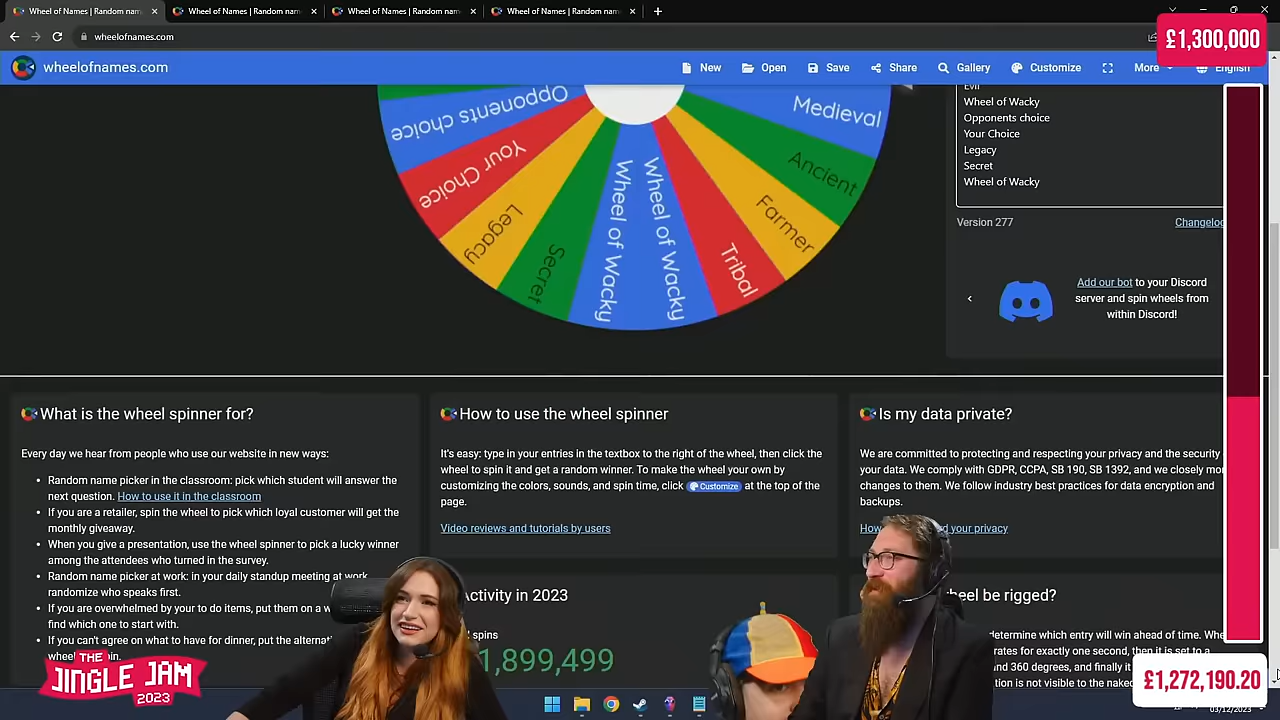 Wheel of Names | Random nam
Wheel of Names | Random nam
Wheel of Names | Random nam
Wheel of Names | Random nam
wheelofnames.com
£1,300,000
wheelofnames.com
New
Open
Save
Share
Gallery
Customize
More
English
Opponents choice
Your Choice
Legacy
Secret
Wheel of Wacky
Wheel of Wacky
Tribal
Farmer
Ancient
Medieval
Evil
Wheel of Wacky
Opponents choice
Your Choice
Legacy
Secret
Wheel of Wacky
Version 277
Changelog
Add our bot to your Discord
server and spin wheels from
within Discord!
What is the wheel spinner for?
Every day we hear from people who use our website in new ways:
Random name picker in the classroom: pick which student will answer the
next question. How to use it in the classroom
If you are a retailer, spin the wheel to pick which loyal customer will get the
monthly giveaway.
When you give a presentation, use the wheel spinner to pick a lucky winner
among the attendees who turned in the survey.
Random name picker at work: in your daily standup meeting at work,
randomize who speaks first.
If you are overwhelmed by your to do items, put them on a w
find which one to start with.
If you can't agree on what to have for dinner, put the alternati
wheel
in.
How to use the wheel spinner
It's easy: type in your entries in the textbox to the right of the wheel, then click the
wheel to spin it and get a random winner. To make the wheel your own by
customizing the colors, sounds, and spin time, click Customize at the top of the
page.
Video reviews and tutorials by users
Is my data private?
We are committed to protecting and respecting your privacy and the security
your data. We comply with GDPR, CCPA, SB 190, SB 1392, and we closely mon
changes to them. We follow industry best practices for data encryption and
backups.
How
d your privacy
ctivity in 2023
spins
1,899,499
heel be rigged?
determine which entry will win ahead of time. Whe
rates for exactly one second, then it is set to a
nd 360 degrees, and finally it
tion is not visible to the naked
THE
JINGLE JAM
2023
£1,272,190.20
03/12/2023